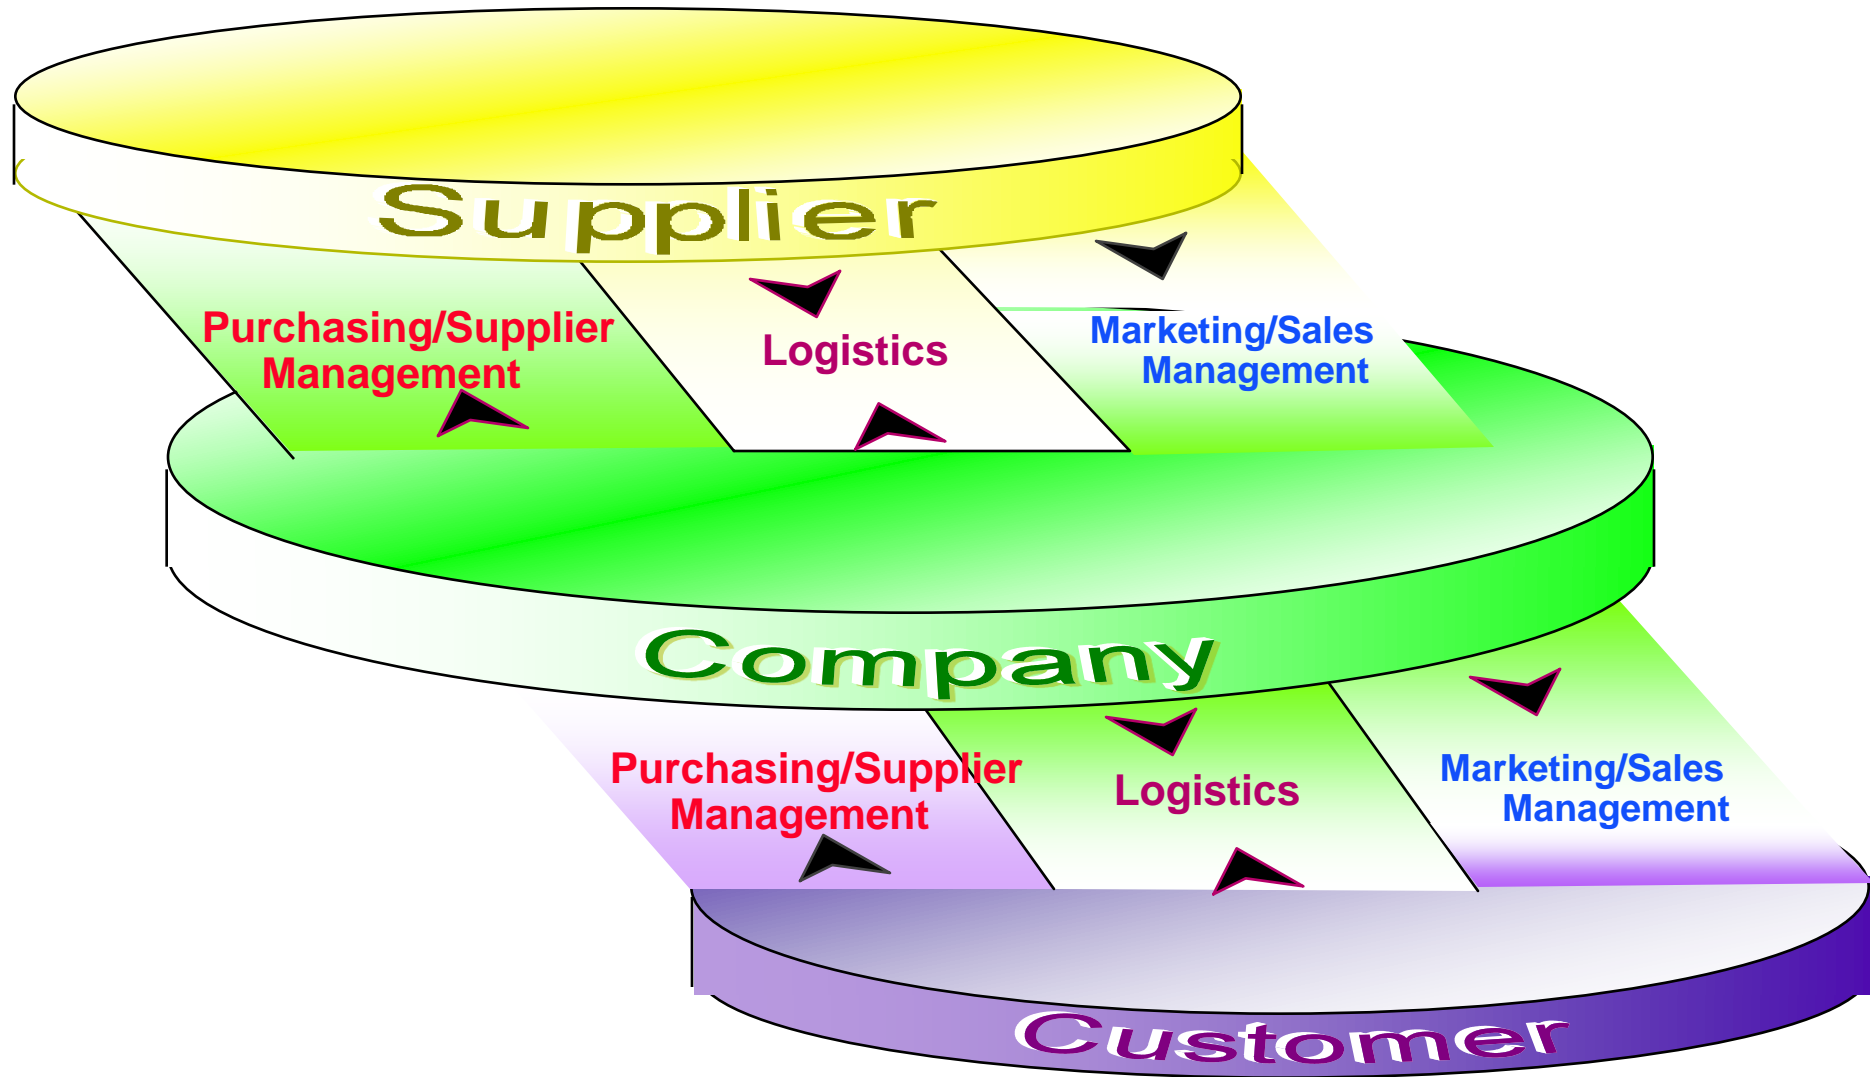 Supplier
Purchasing/Supplier
Management
Logistics
Marketing/Sales
Management
Company
Purchasing/Supplier
Management
Logistics
Marketing/Sales
Management
Customer